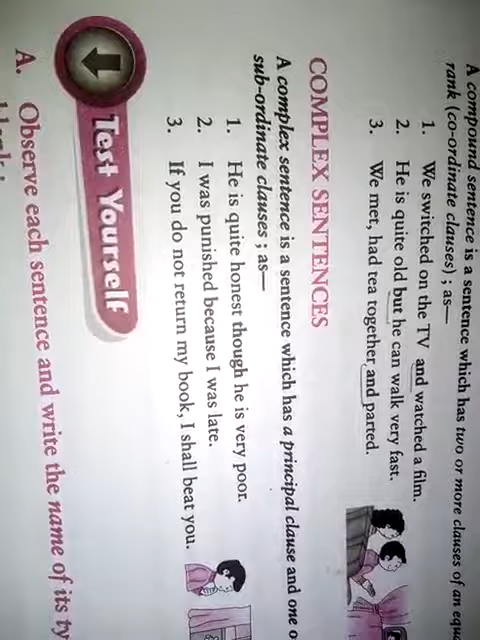 A compound sentence is a sentence which has two or more clauses of an
rank (co-ordinate clauses) ; as—
1. We switched on the TV and watched a film.
2. He is quite old but he can walk very fast.
3. We met, had tea together and parted.
COMPLEX SENTENCES
A complex sentence is a sentence which has a principal clause and one
sub-ordinate clauses ; as—
1. He is quite honest though he is very poor.
2. I was punished because I was late.
3. If you do not return my book, I shall beat you.
Test Yourself
A. Observe each sentence and write the name of its